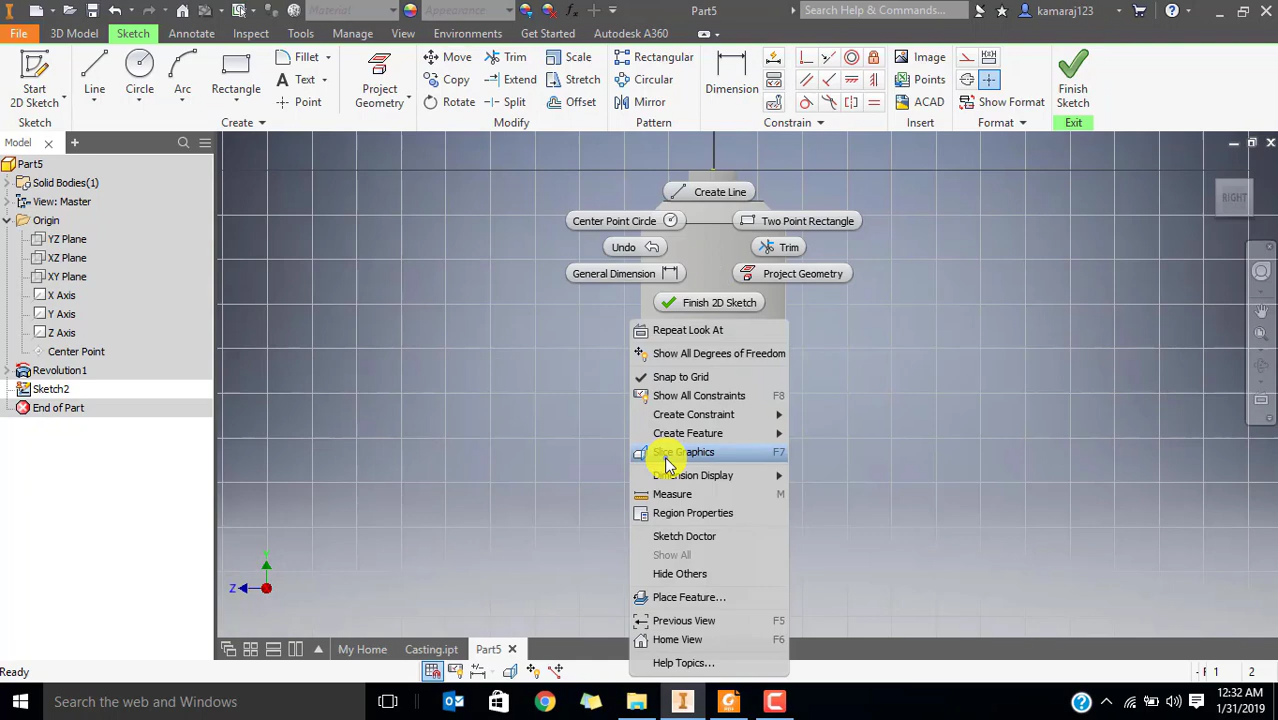 Material
Appearance
Part5
Search Help & Commands...
kamaraj123
File
3D Model
Sketch
Annotate
Inspect
Tools
Manage
View
Environments
Get Started
Autodesk A360
Start
2D Sketch
Line
Circle
Arc
Rectangle
Fillet
Text
Point
Project
Geometry
Move
Copy
Rotate
Trim
Extend
Split
Scale
Stretch
Offset
Rectangular
Circular
Mirror
Dimension
Image
Points
ACAD
Show Format
Finish
Sketch
Sketch
Create
Modify
Pattern
Constrain
Insert
Format
Exit
Model
Part5
Solid Bodies(1)
View: Master
Origin
YZ Plane
XZ Plane
XY Plane
X Axis
Y Axis
Z Axis
Center Point
Revolution1
Sketch2
End of Part
RIGHT
Create Line
Center Point Circle
Two Point Rectangle
Undo
Trim
General Dimension
Project Geometry
Finish 2D Sketch
Repeat Look At
Show All Degrees of Freedom
Snap to Grid
Show All Constraints F8
Create Constraint
Create Feature
Slice Graphics F7
Dimension Display
Measure M
Region Properties
Sketch Doctor
Show All
Hide Others
Place Feature...
Previous View F5
Home View F6
Help Topics...
Y
Z
My Home
Casting.ipt
Part5
Ready
1
2
Search the web and Windows
12:32 AM
1/31/2019